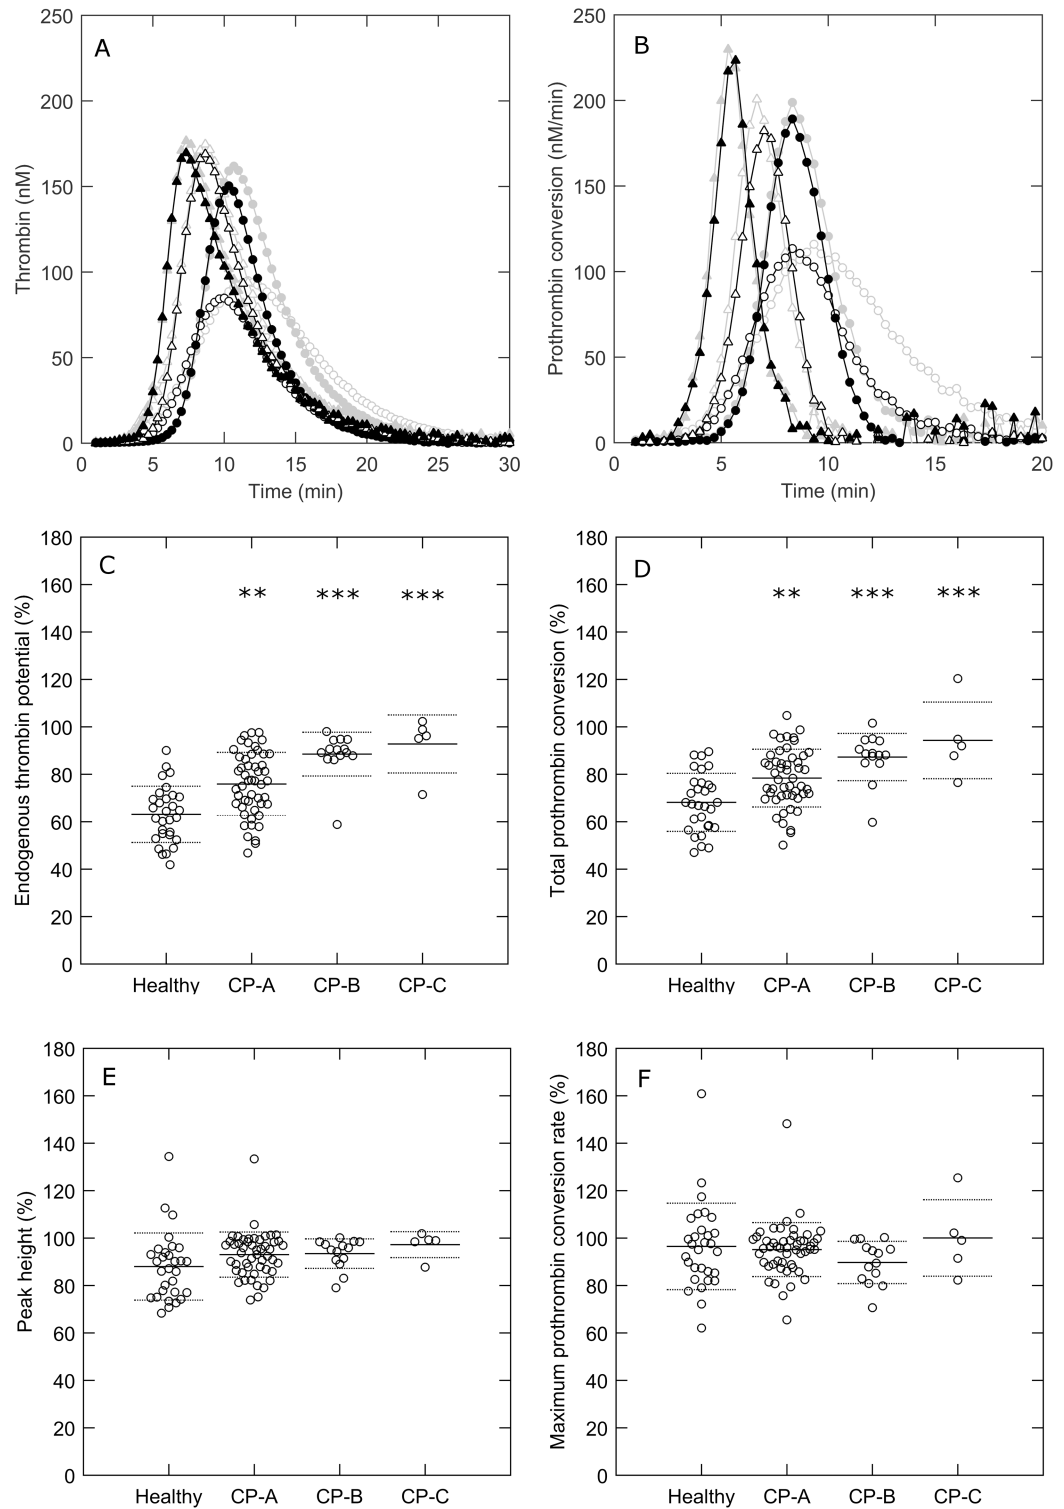 A
Thrombin (nM)
250
200
150
100
50
0
0 5 10 15 20 25 30
Time (min)
B
Prothrombin conversion (nM/min)
250
200
150
100
50
0
0 5 10 15 20
Time (min)
C
Endogenous thrombin potential (%)
180
160
140
120
100
80
60
40
20
0
** *** ***
Healthy CP-A CP-B CP-C
D
Total prothrombin conversion (%)
180
160
140
120
100
80
60
40
20
0
** *** ***
Healthy CP-A CP-B CP-C
E
Peak height (%)
180
160
140
120
100
80
60
40
20
0
Healthy CP-A CP-B CP-C
F
Maximum prothrombin conversion rate (%)
180
160
140
120
100
80
60
40
20
0
Healthy CP-A CP-B CP-C